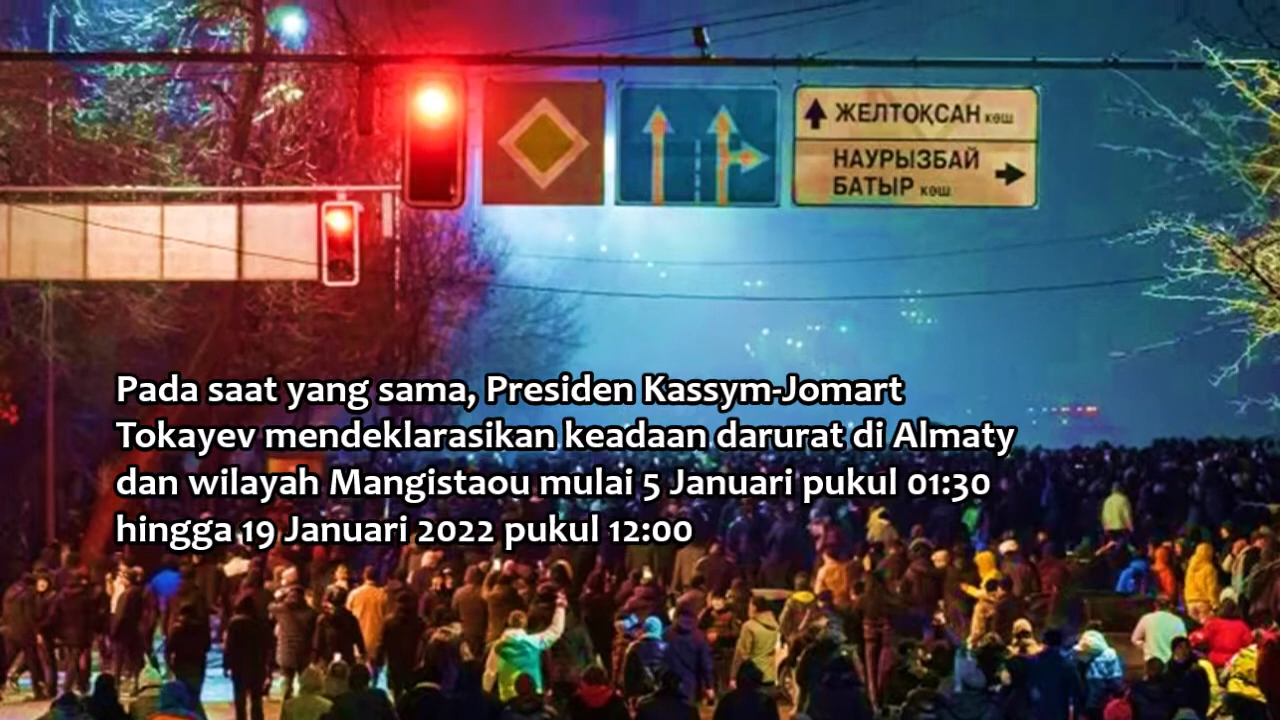 ЖЕЛТОҚСАН көш
НАУРЫЗБАЙ
БАТЫР көш
Pada saat yang sama, Presiden Kassym-Jomart
Tokayev mendeklarasikan keadaan darurat di Almaty
dan wilayah Mangistaou mulai 5 Januari pukul 01:30
hingga 19 Januari 2022 pukul 12:00